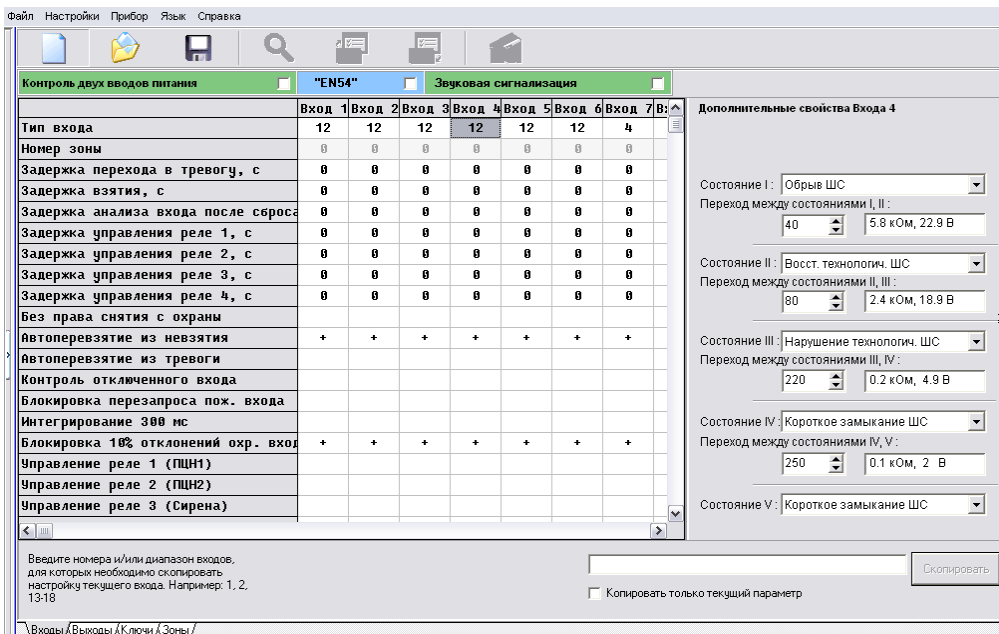 Файл Настройки Прибор Язык Справка
Контроль двух вводов питания "EN54" Звуковая сигнализация
Вход 1 Вход 2 Вход 3 Вход 4 Вход 5 Вход 6 Вход 7
Тип входа 12 12 12 12 12 12 4
Номер зоны 0 0 0 0 0 0 0
Задержка перехода в тревогу, с 0 0 0 0 0 0 0
Задержка взятия, с 0 0 0 0 0 0 0
Задержка анализа входа после сброса 0 0 0 0 0 0 0
Задержка управления реле 1, с 0 0 0 0 0 0 0
Задержка управления реле 2, с 0 0 0 0 0 0 0
Задержка управления реле 3, с 0 0 0 0 0 0 0
Задержка управления реле 4, с 0 0 0 0 0 0 0
Без права снятия с охраны
Автоперевзятие из невзятия + + + + + + +
Автоперевзятие из тревоги
Контроль отключенного входа
Блокировка перезапроса пож. входа
Интегрирование 300 мс
Блокировка 10% отклонений охр. вход + + + + + + +
Управление реле 1 (ПЦН1)
Управление реле 2 (ПЦН2)
Управление реле 3 (Сирена)
Дополнительные свойства Входа 4
Состояние I : Обрыв ШС
Переход между состояниями I, II :
40 5.8 кОм, 22.9 В
Состояние II : Восст. технологич. ШС
Переход между состояниями II, III :
80 2.4 кОм, 18.9 В
Состояние III : Нарушение технологич. ШС
Переход между состояниями III, IV :
220 0.2 кОм, 4.9 В
Состояние IV : Короткое замыкание ШС
Переход между состояниями IV, V :
250 0.1 кОм, 2 В
Состояние V : Короткое замыкание ШС
Введите номера и/или диапазон входов,
для которых необходимо скопировать
настройку текущего входа. Например: 1, 2,
13-18
Скопировать
Копировать только текущий параметр
Входы Выходы Ключи Зоны